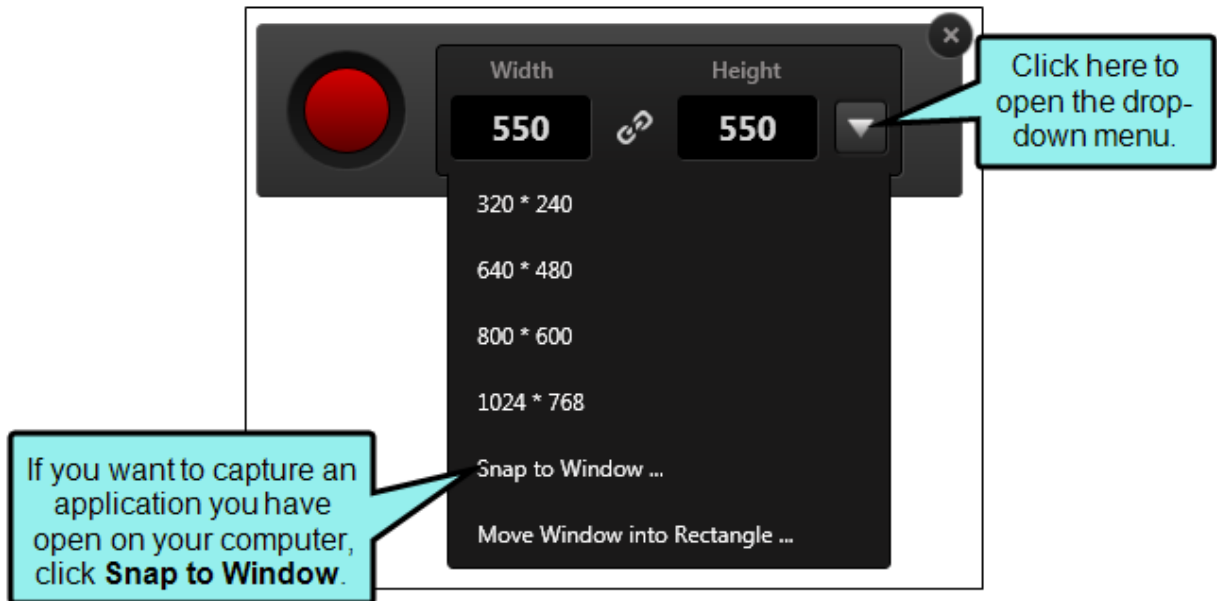 Width
Height
550
550
Click here to
open the drop-
down menu.
320 * 240
640 * 480
800 * 600
1024 * 768
Snap to Window ...
Move Window into Rectangle ...
If you want to capture an
application you have
open on your computer,
click Snap to Window.